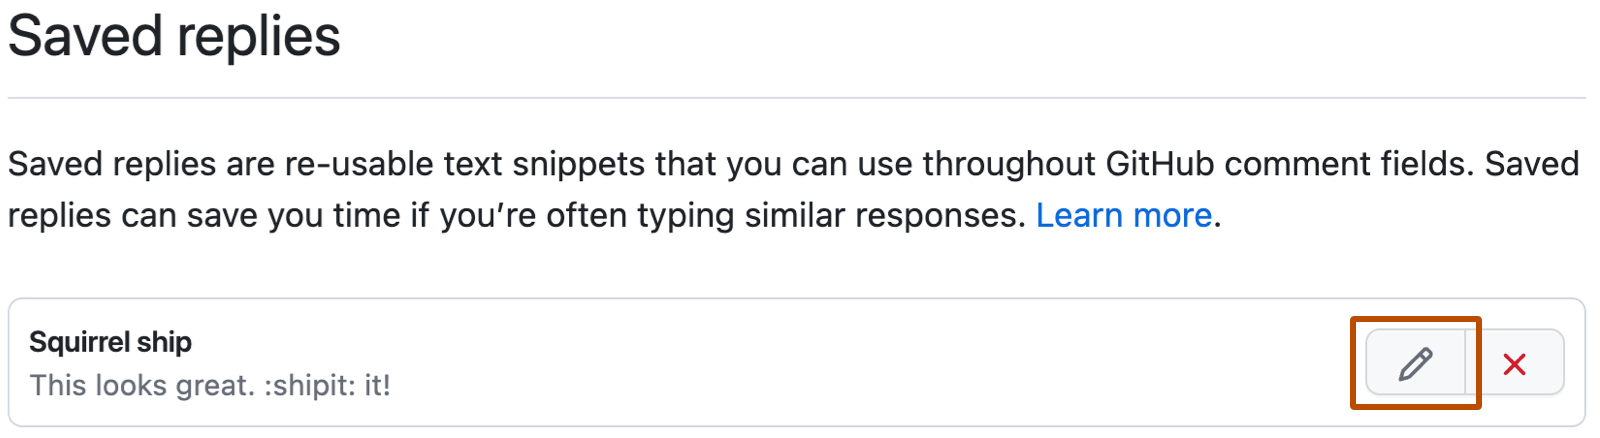 Saved replies
Saved replies are re-usable text snippets that you can use throughout GitHub comment fields. Saved
replies can save you time if you’re often typing similar responses. Learn more.
Squirrel ship
This looks great. :shipit: it!